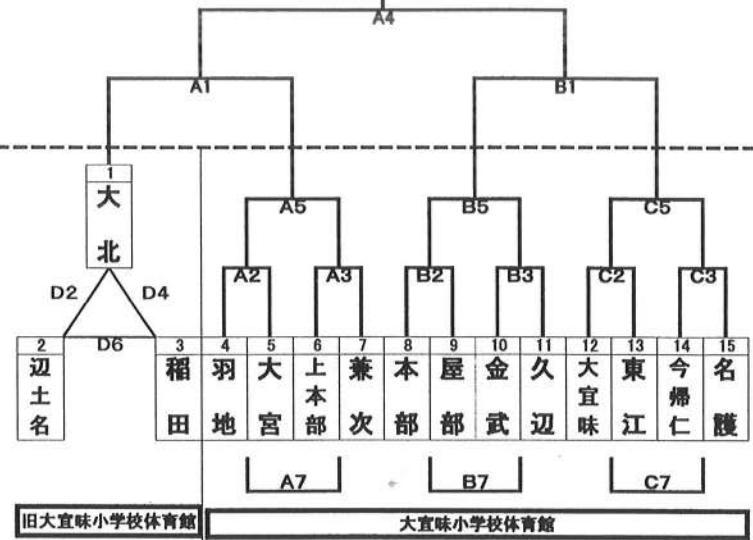 A4
A1
B1
1
大北
A5
B5
C5
D2
D4
A2
A3
B2
B3
C2
C3
D6
2
3
4
5
6
7
8
9
10
11
12
13
14
15
辺土名
稲田
羽地
大宮
上本部
兼次
本部
屋部
金武
久辺
大宜味
東江
今帰仁
名護
A7
B7
C7
旧大宜味小学校体育館
大宜味小学校体育館